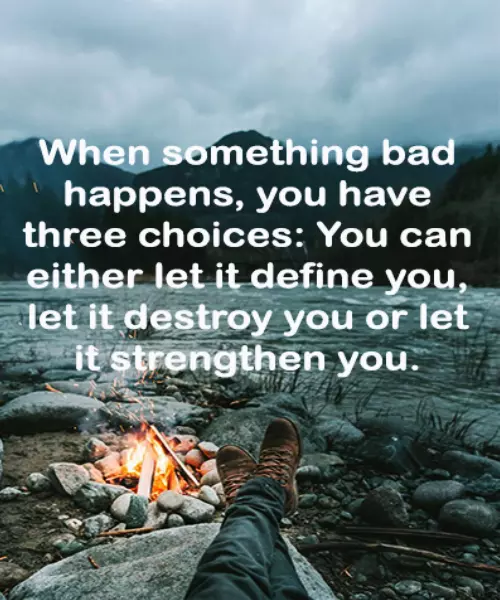 When something bad
happens, you have
three choices: You can
either let it define you,
let it destroy you or let
it strengthen you.